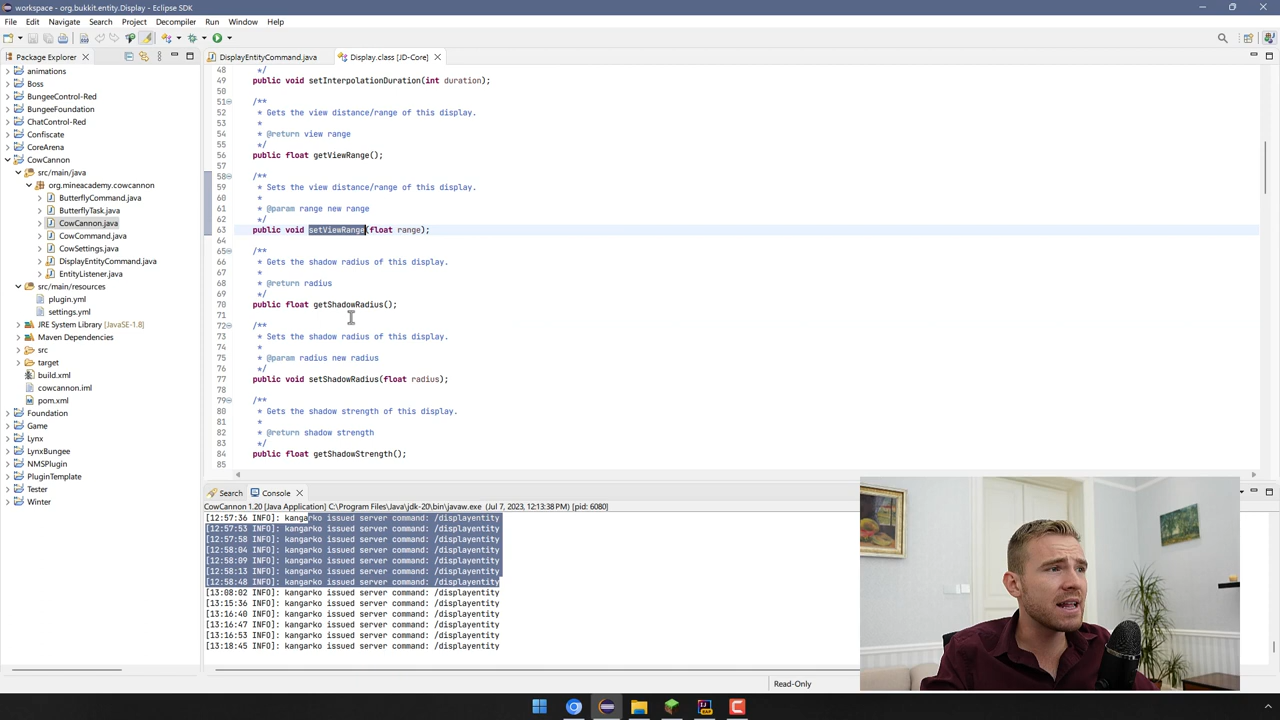 workspace - org.bukkit.entity.Display - Eclipse SDK
File Edit Navigate Search Project Decompiler Run Window Help
Package Explorer
DisplayEntityCommand.java
Display.class [JD-Core]
animations
Boss
BungeeControl-Red
BungeeFoundation
ChatControl-Red
Confiscate
CoreArena
CowCannon
src/main/java
org.mineacademy.cowcannon
ButterflyCommand.java
ButterflyTask.java
CowCannon.java
CowCommand.java
CowSettings.java
DisplayEntityCommand.java
EntityListener.java
src/main/resources
plugin.yml
settings.yml
JRE System Library [JavaSE-1.8]
Maven Dependencies
src
target
build.xml
cowcannon.iml
pom.xml
Foundation
Game
Lynx
LynxBungee
NMSPlugin
PluginTemplate
Tester
Winter
48 */
49 public void setInterpolationDuration(int duration);
50
51 /**
52 * Gets the view distance/range of this display.
53 *
54 * @return view range
55 */
56 public float getViewRange();
57
58 /**
59 * Sets the view distance/range of this display.
60 *
61 * @param range new range
62 */
63 public void setViewRange(float range);
64
65 /**
66 * Gets the shadow radius of this display.
67 *
68 * @return radius
69 */
70 public float getShadowRadius();
71
72 /**
73 * Sets the shadow radius of this display.
74 *
75 * @param radius new radius
76 */
77 public void setShadowRadius(float radius);
78
79 /**
80 * Gets the shadow strength of this display.
81 *
82 * @return shadow strength
83 */
84 public float getShadowStrength();
85
Search
Console
CowCannon 1.20 [Java Application] C:\Program Files\Java\jdk-20\bin\javaw.exe (Jul 7, 2023, 12:13:38 PM) [pid: 6080]
[12:57:36 INFO]: kangarko issued server command: /displayentity
[12:57:53 INFO]: kangarko issued server command: /displayentity
[12:57:58 INFO]: kangarko issued server command: /displayentity
[12:58:04 INFO]: kangarko issued server command: /displayentity
[12:58:09 INFO]: kangarko issued server command: /displayentity
[12:58:13 INFO]: kangarko issued server command: /displayentity
[12:58:48 INFO]: kangarko issued server command: /displayentity
[13:08:02 INFO]: kangarko issued server command: /displayentity
[13:15:36 INFO]: kangarko issued server command: /displayentity
[13:16:40 INFO]: kangarko issued server command: /displayentity
[13:16:47 INFO]: kangarko issued server command: /displayentity
[13:16:53 INFO]: kangarko issued server command: /displayentity
[13:18:45 INFO]: kangarko issued server command: /displayentity
Read-Only